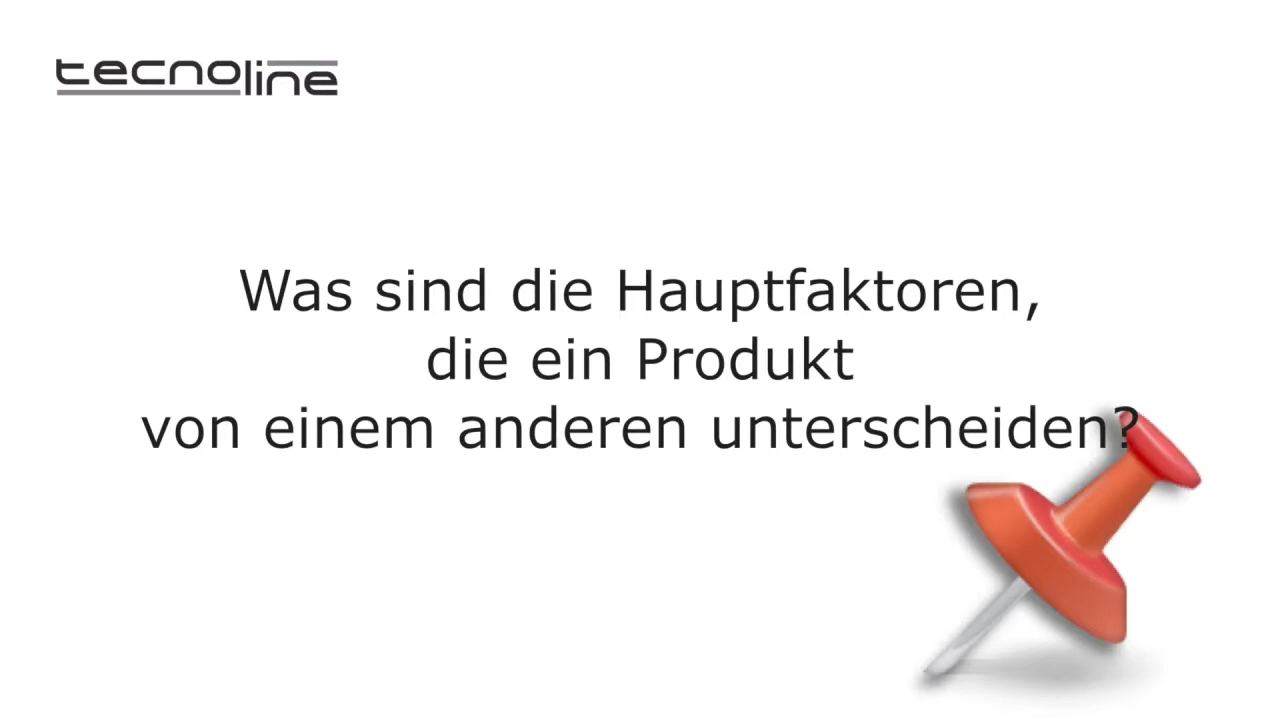 tecnoline
Was sind die Hauptfaktoren,
die ein Produkt
von einem anderen unterscheiden?